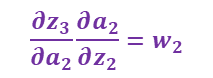 ∂z₃/∂a₂ ∂a₂/∂z₂ = w₂